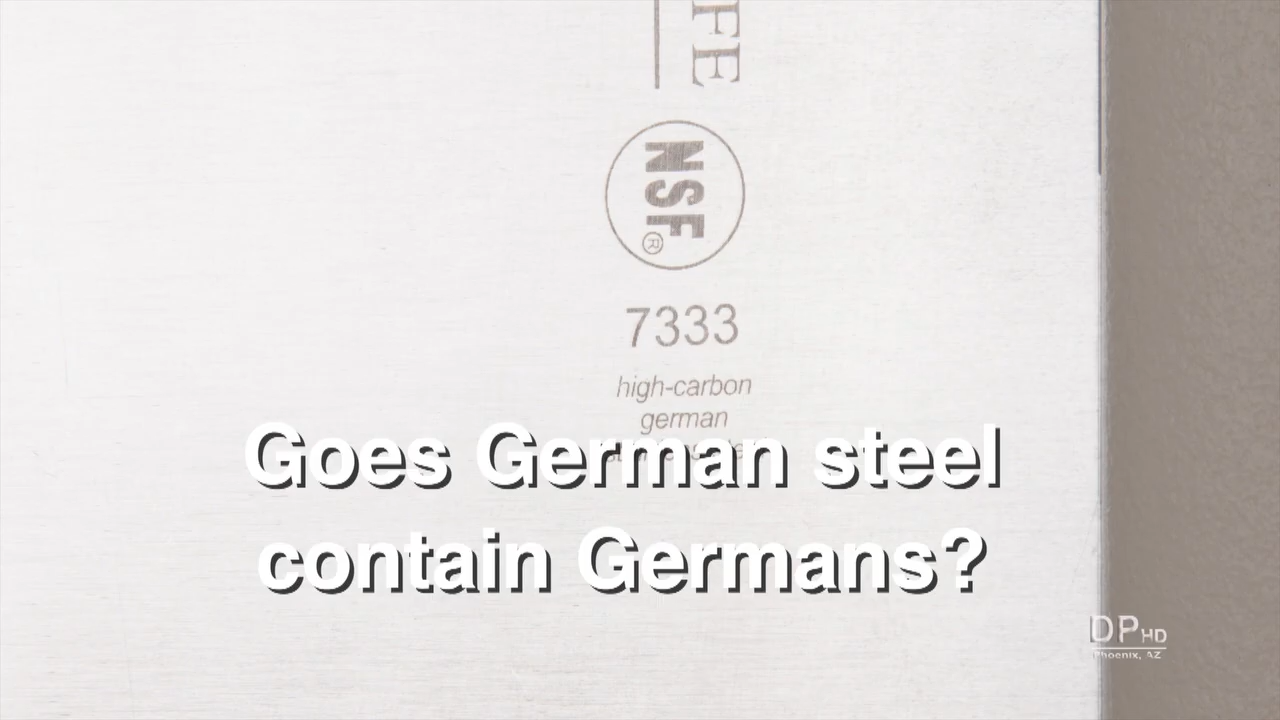 FE
NSF®
7333
high-carbon
german
Goes German steel
contain Germans?
DP HD
Phoenix, AZ